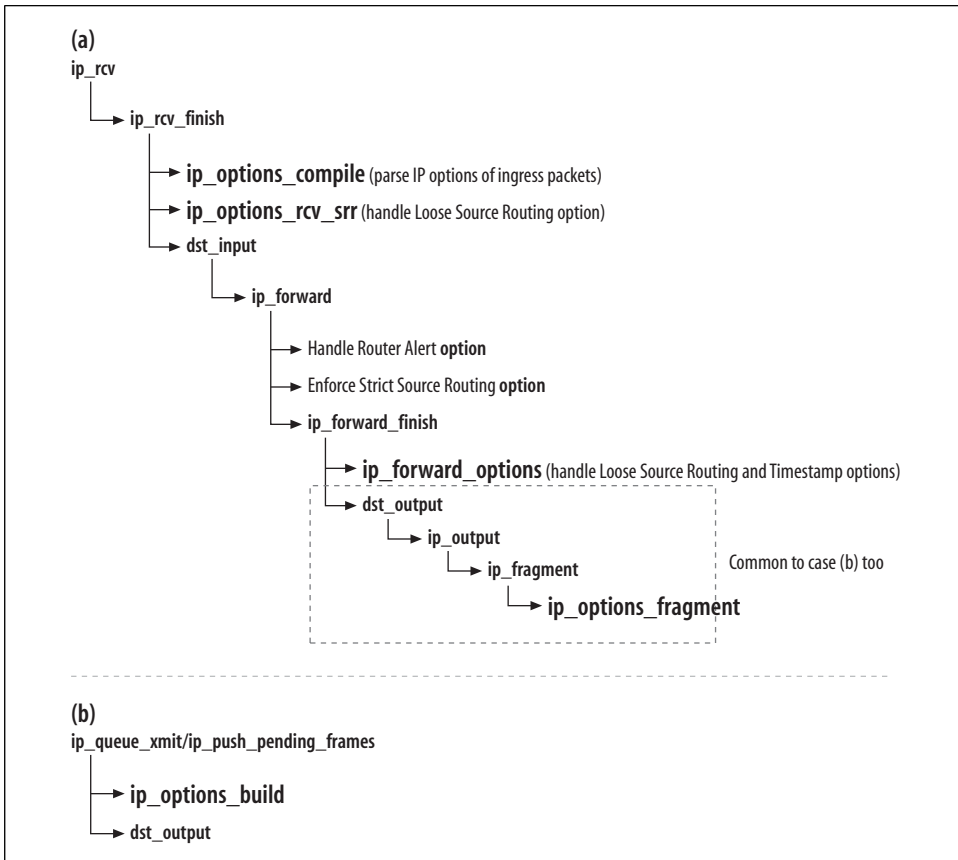 (a)
ip_rcv
ip_rcv_finish
ip_options_compile (parse IP options of ingress packets)
ip_options_rcv_srr (handle Loose Source Routing option)
dst_input
ip_forward
Handle Router Alert option
Enforce Strict Source Routing option
ip_forward_finish
ip_forward_options (handle Loose Source Routing and Timestamp options)
dst_output
ip_output
Common to case (b) too
ip_fragment
ip_options_fragment
(b)
ip_queue_xmit/ip_push_pending_frames
ip_options_build
dst_output